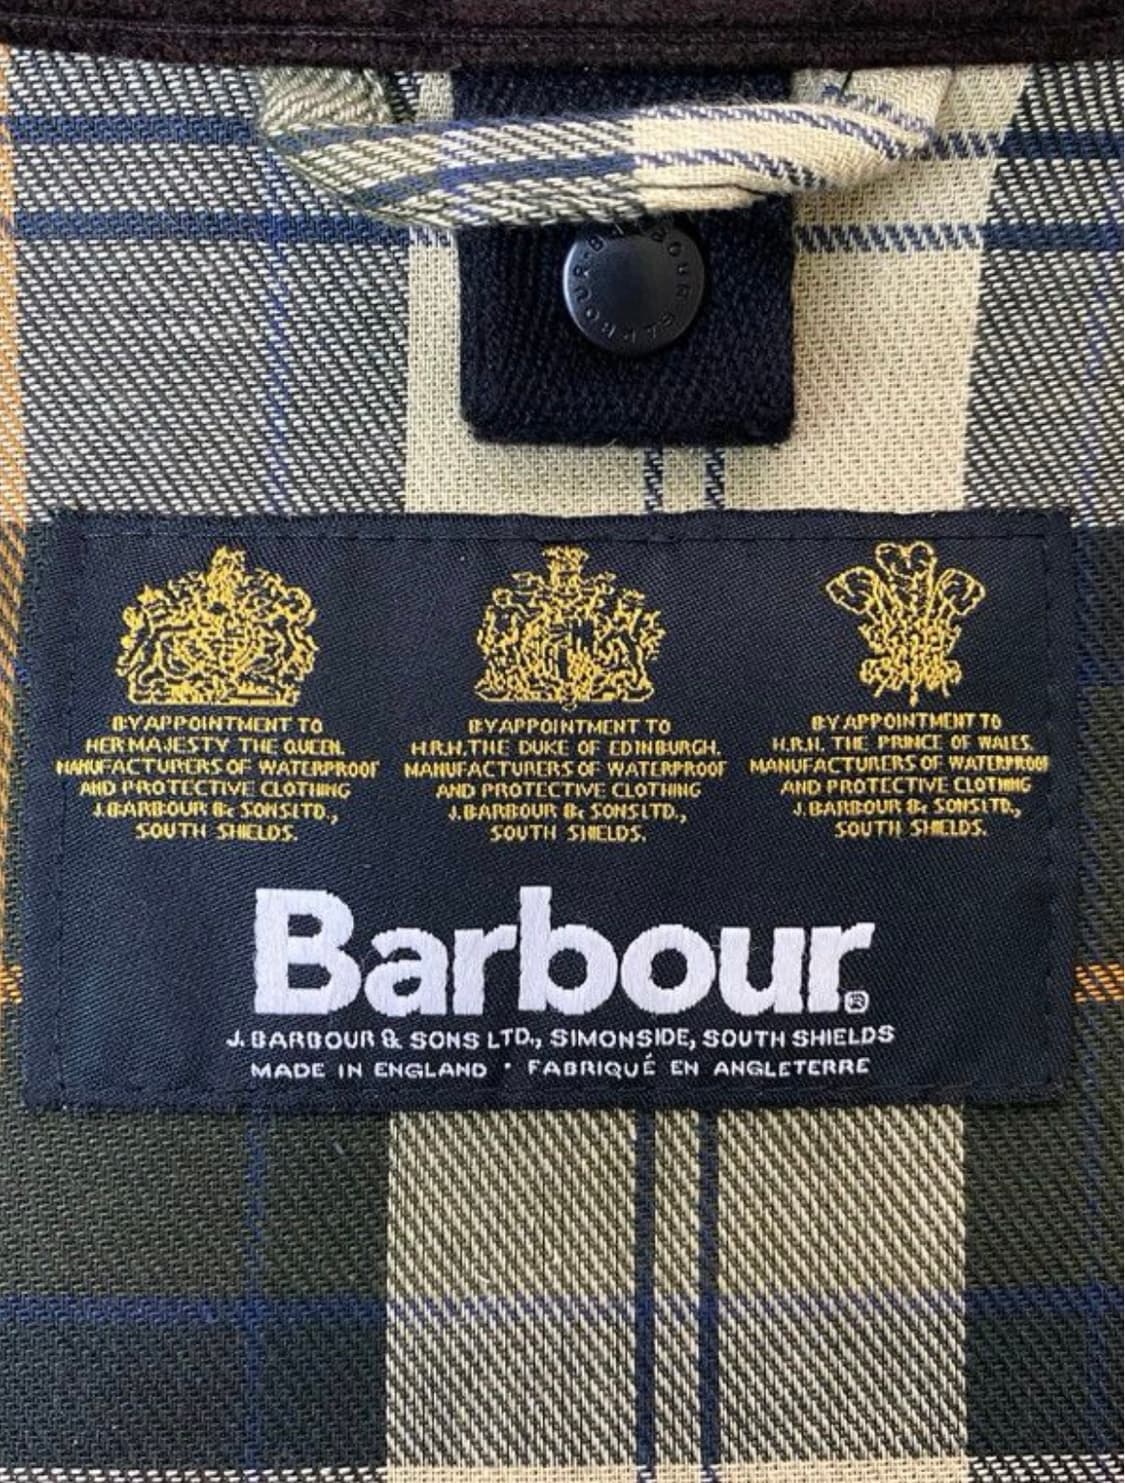 BARBOUR·BARBOUR
BY APPOINTMENT TO
HER MAJESTY THE QUEEN.
MANUFACTURERS OF WATERPROOF
AND PROTECTIVE CLOTHING
J. BARBOUR & SONS LTD.,
SOUTH SHIELDS.
BY APPOINTMENT TO
H.R.H. THE DUKE OF EDINBURGH.
MANUFACTURERS OF WATERPROOF
AND PROTECTIVE CLOTHING
J. BARBOUR & SONS LTD.,
SOUTH SHIELDS.
BY APPOINTMENT TO
H.R.H. THE PRINCE OF WALES.
MANUFACTURERS OF WATERPROOF
AND PROTECTIVE CLOTHING
J. BARBOUR & SONS LTD.,
SOUTH SHIELDS.
Barbour®
J. BARBOUR & SONS LTD., SIMONSIDE, SOUTH SHIELDS
MADE IN ENGLAND · FABRIQUÉ EN ANGLETERRE